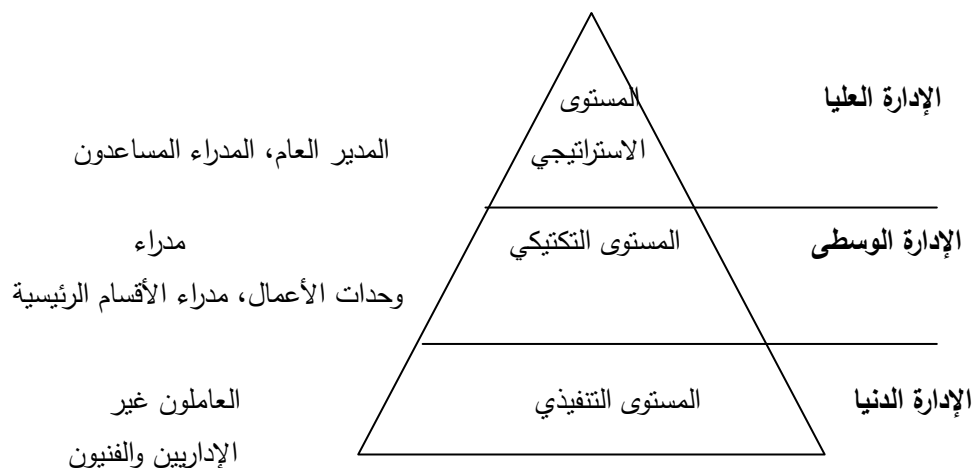 الإدارة العليا
المستوى
الاستراتيجي
المدير العام، المدراء المساعدون
الإدارة الوسطى
المستوى التكتيكي
مدراء
وحدات الأعمال، مدراء الأقسام الرئيسية
الإدارة الدنيا
المستوى التنفيذي
العاملون غير
الإداريين والفنيون